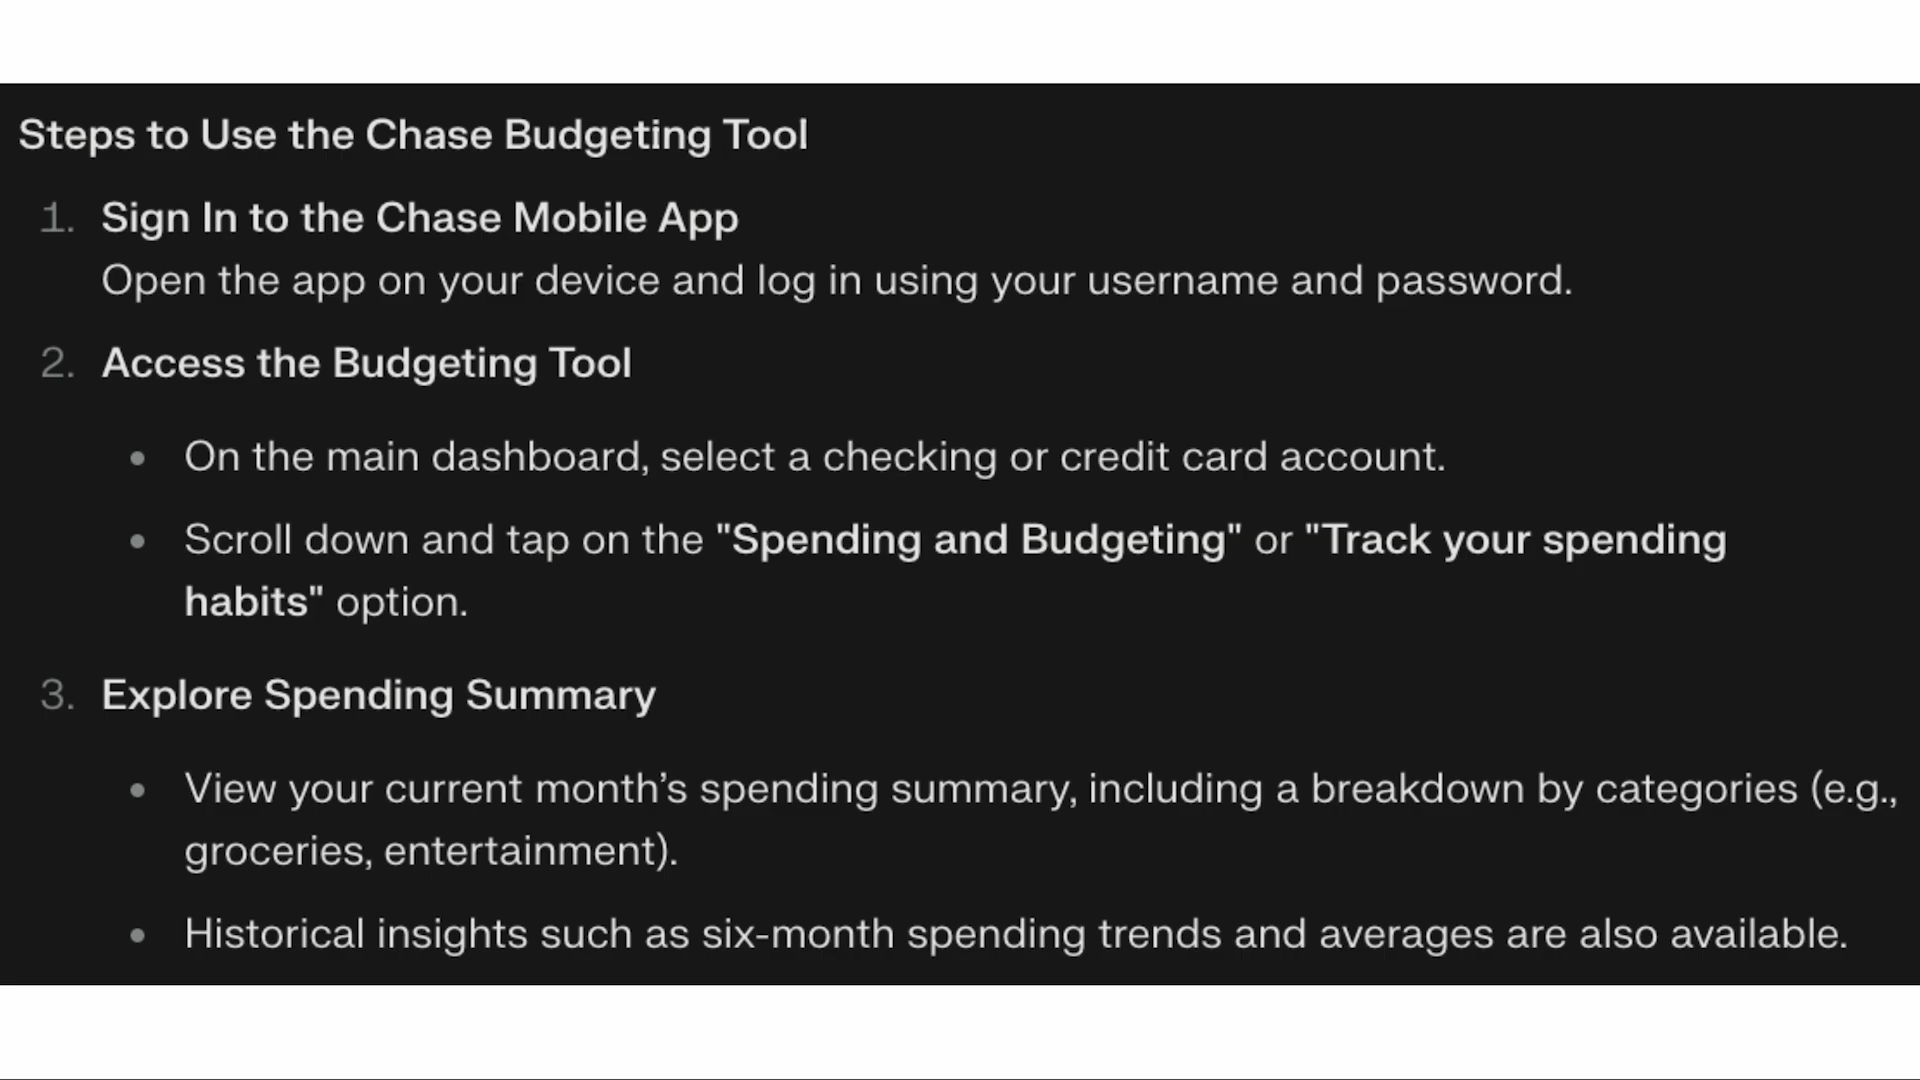 Steps to Use the Chase Budgeting Tool
1. Sign In to the Chase Mobile App
Open the app on your device and log in using your username and password.
2. Access the Budgeting Tool
• On the main dashboard, select a checking or credit card account.
• Scroll down and tap on the "Spending and Budgeting" or "Track your spending
habits" option.
3. Explore Spending Summary
• View your current month’s spending summary, including a breakdown by categories (e.g.,
groceries, entertainment).
• Historical insights such as six-month spending trends and averages are also available.